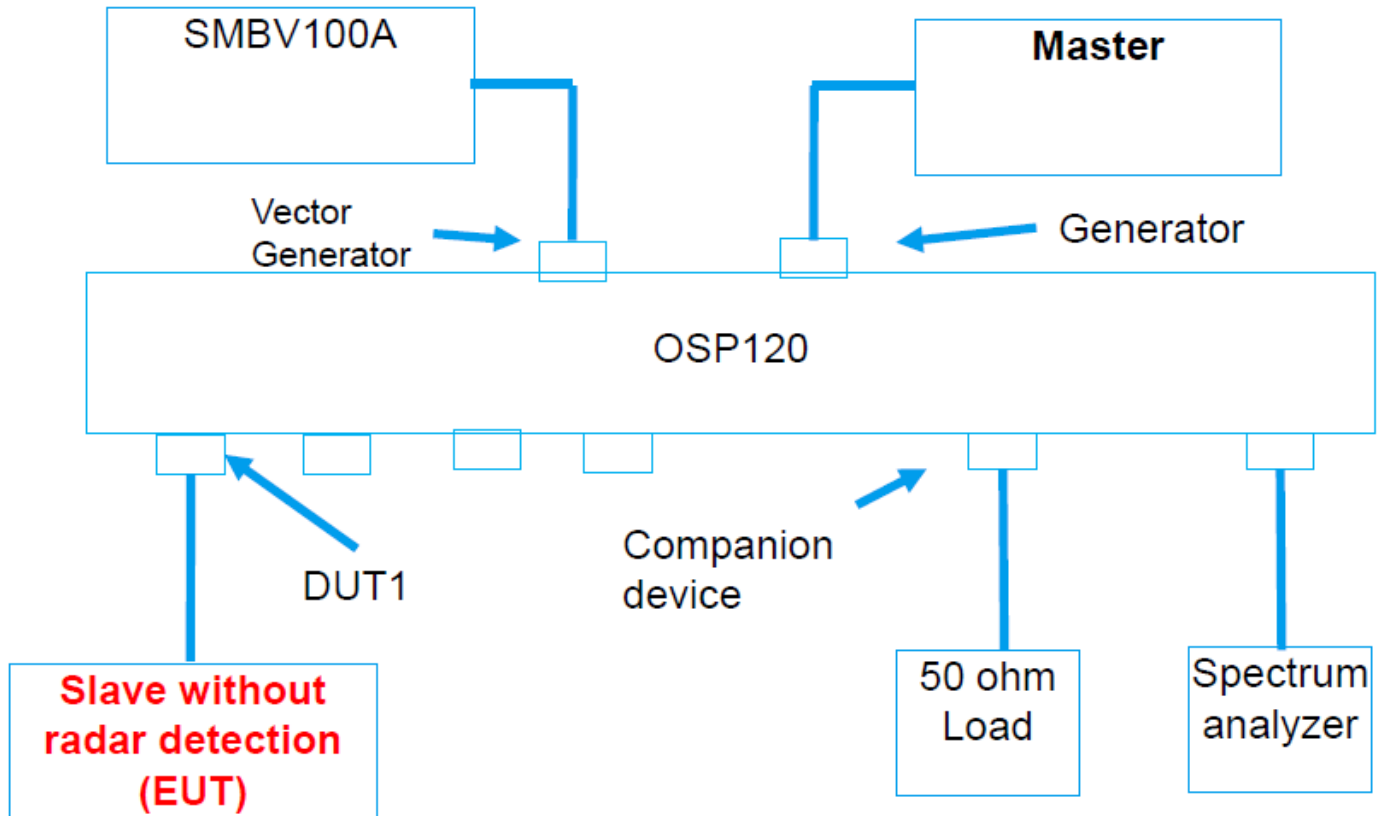 SMBV100A
Master
Vector
Generator
Generator
OSP120
DUT1
Companion
device
Slave without
radar detection
(EUT)
50 ohm
Load
Spectrum
analyzer